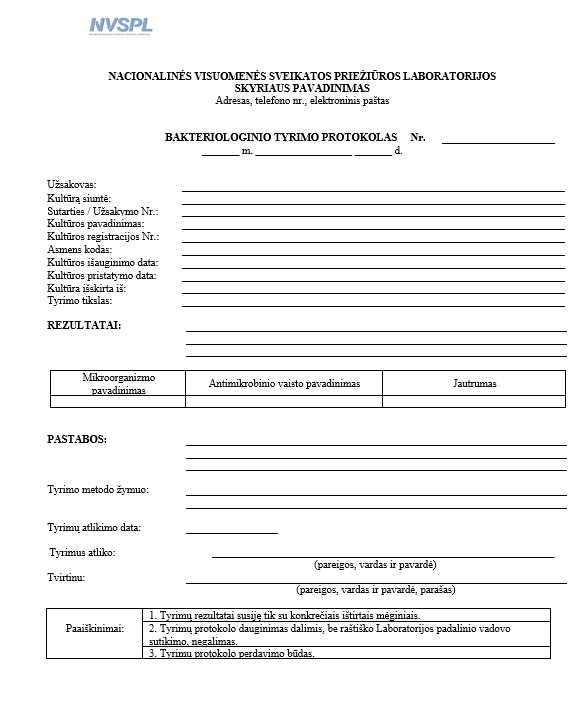 NVSPL
NACIONALINĖS VISUOMENĖS SVEIKATOS PRIEŽIŪROS LABORATORIJOS
SKYRIAUS PAVADINIMAS
Adresas, telefono nr., elektroninis paštas
BAKTERIOLOGINIO TYRIMO PROTOKOLAS Nr. ____________________
_______ m. __________________ _______ d.
Užsakovas:
Kultūrą siuntė:
Sutarties / Užsakymo Nr.:
Kultūros pavadinimas:
Kultūros registracijos Nr.:
Asmens kodas:
Kultūros išauginimo data:
Kultūros pristatymo data:
Kultūra išskirta iš:
Tyrimo tikslas:
REZULTATAI:
Mikroorganizmo
pavadinimas
Antimikrobinio vaisto pavadinimas
Jautrumas
PASTABOS:
Tyrimo metodo žymuo:
Tyrimų atlikimo data:
Tyrimus atliko:
(pareigos, vardas ir pavardė)
Tvirtinu:
(pareigos, vardas ir pavardė, parašas)
Paaiškinimai:
1. Tyrimų rezultatai susiję tik su konkrečiais ištirtais mėginiais.
2. Tyrimų protokolo dauginimas dalimis, be raštiško Laboratorijos padalinio vadovo
sutikimo, negalimas.
3. Tyrimų protokolo perdavimo būdas.